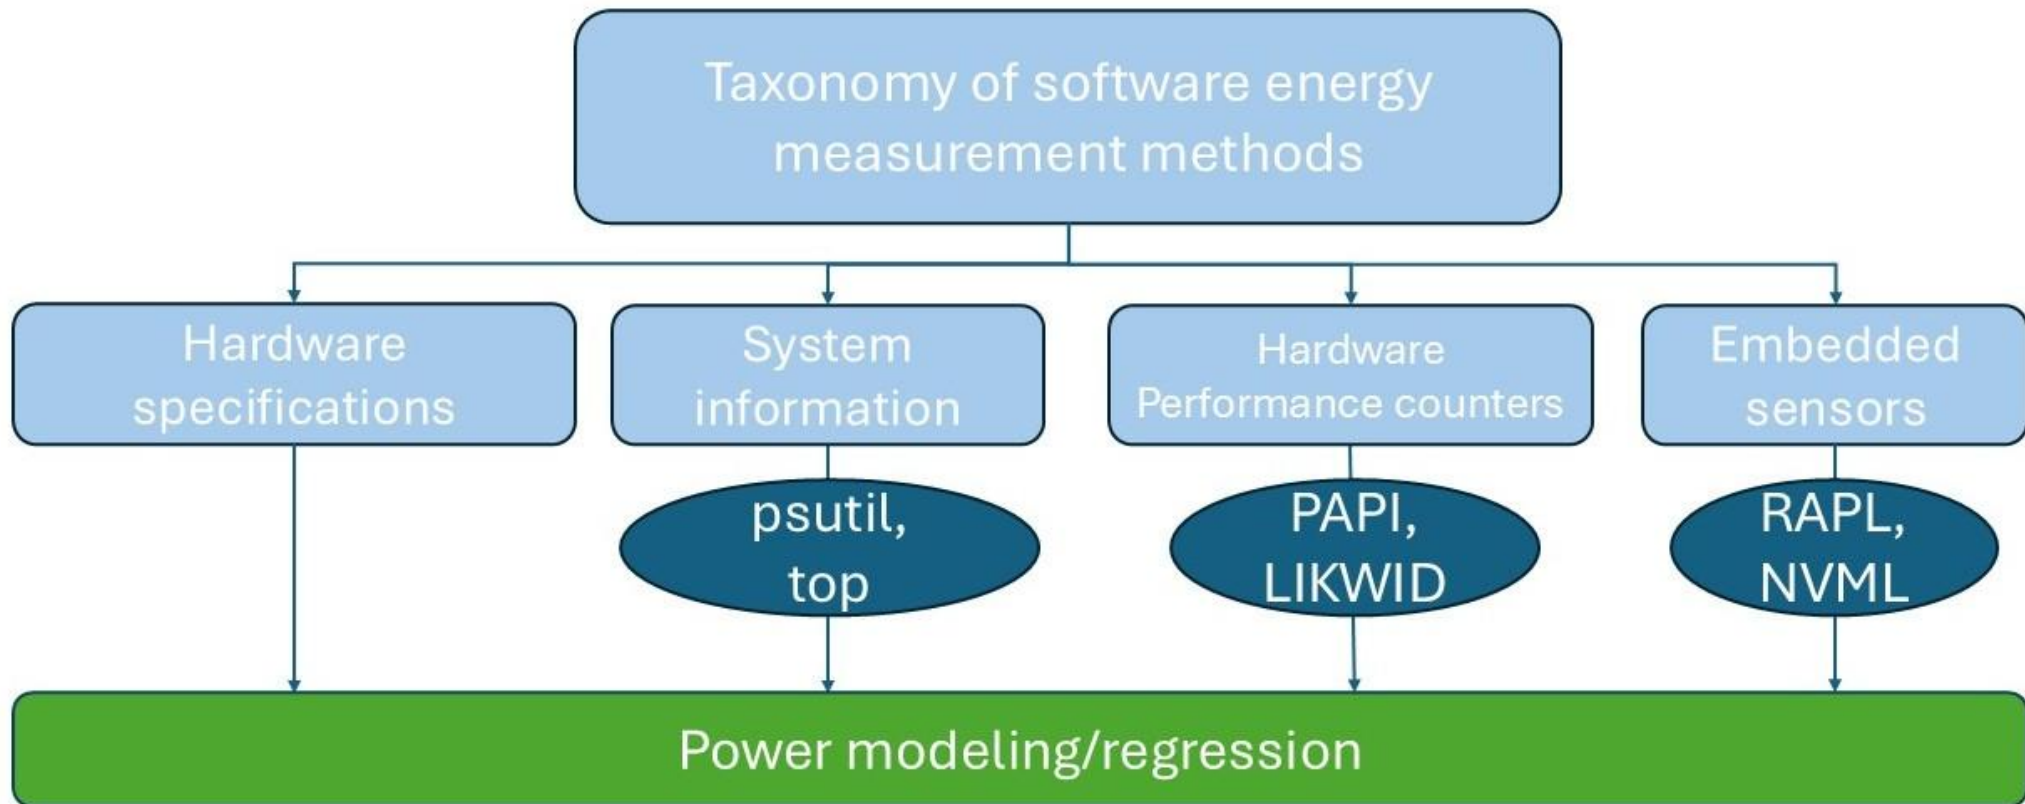 Taxonomy of software energy
measurement methods
Hardware
specifications
System
information
Hardware
Performance counters
Embedded
sensors
psutil,
top
PAPI,
LIKWID
RAPL,
NVML
Power modeling/regression